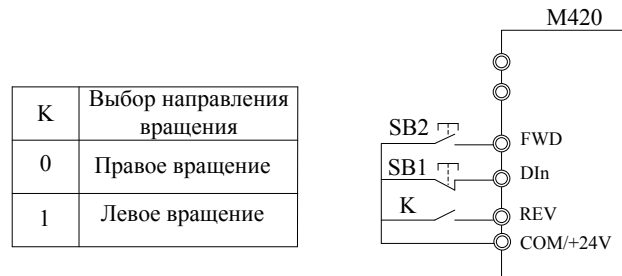 M420
K
Выбор направления
вращения
0
Правое вращение
1
Левое вращение
SB2
FWD
SB1
DIn
K
REV
COM/+24V